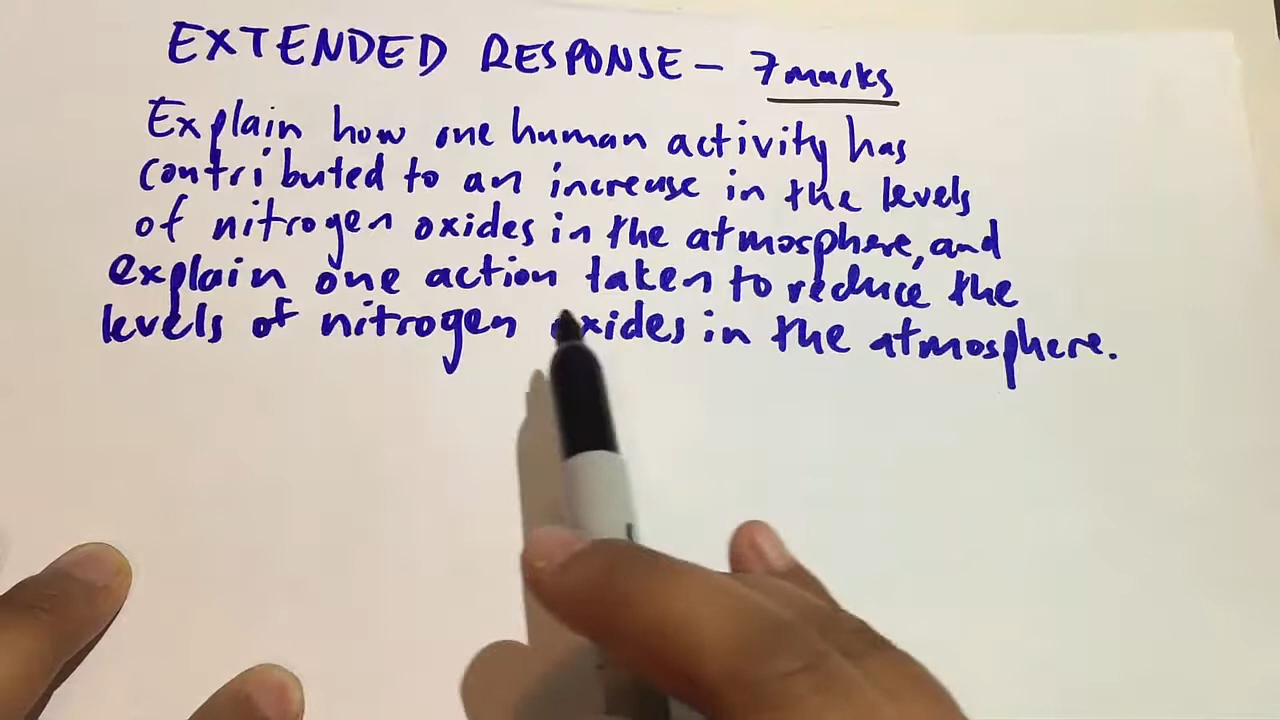 EXTENDED RESPONSE - 7 marks
Explain how one human activity has
contributed to an increase in the levels
of nitrogen oxides in the atmosphere, and
explain one action taken to reduce the
levels of nitrogen oxides in the atmosphere.